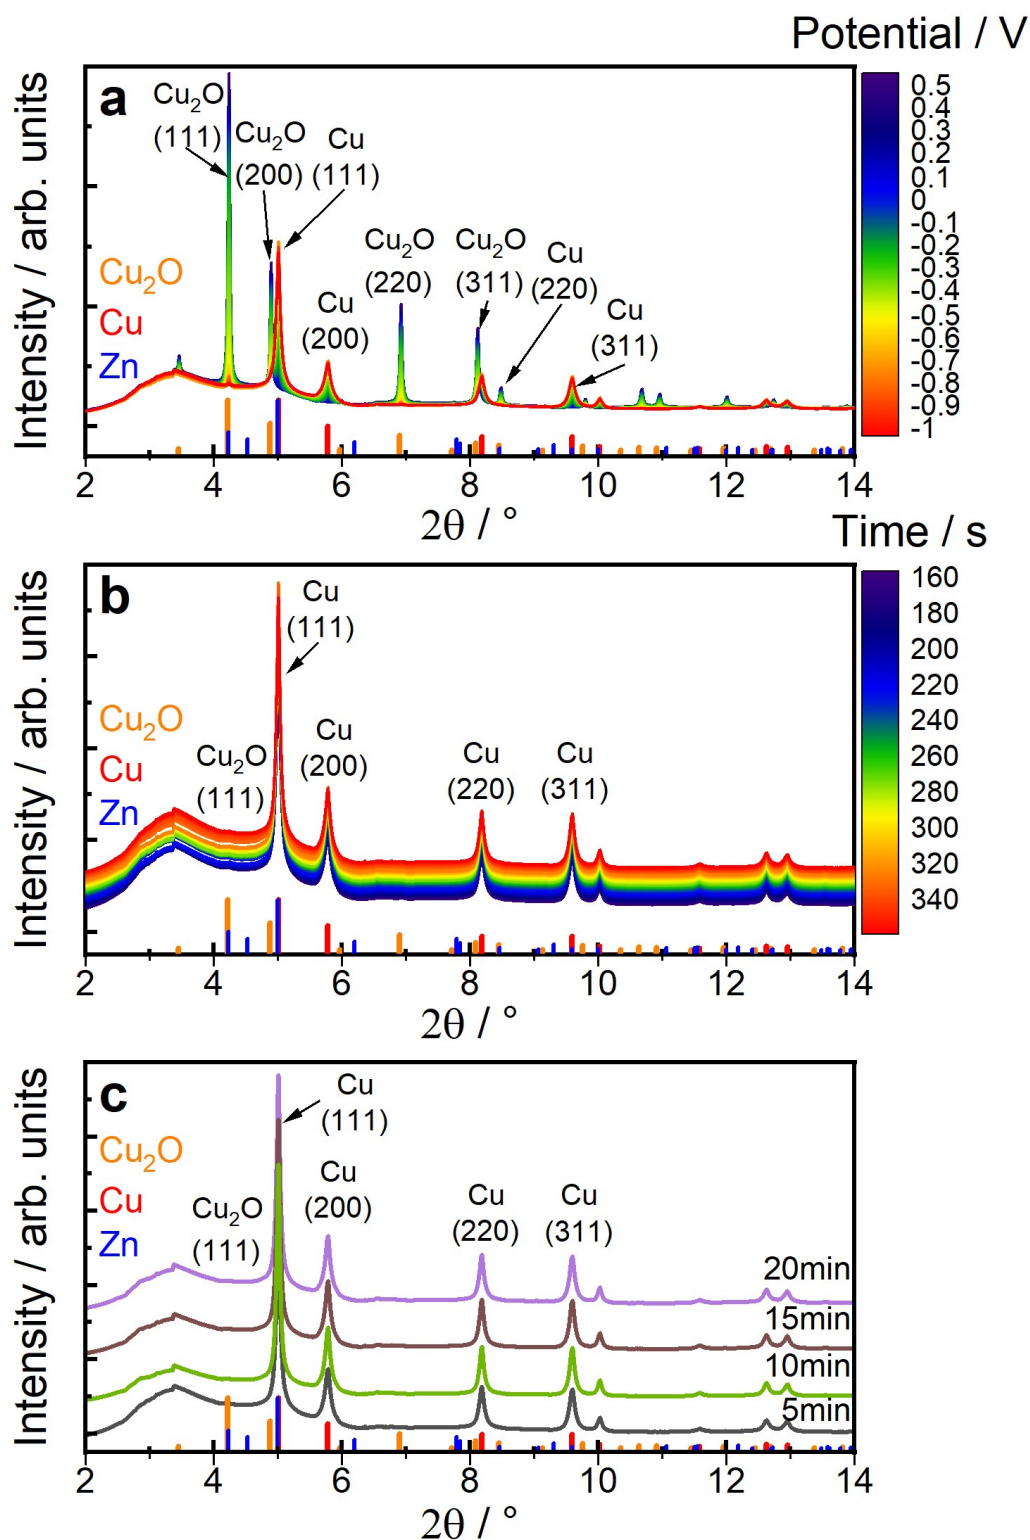 Potential / V
a
Cu₂O
(111)
Cu₂O
(200)
Cu
(111)
Cu₂O
(220)
Cu₂O
(311)
Cu
(220)
Cu
(200)
Cu
(311)
Cu₂O
Cu
Zn
Intensity / arb. units
0.5
0.4
0.3
0.2
0.1
0
-0.1
-0.2
-0.3
-0.4
-0.5
-0.6
-0.7
-0.8
-0.9
-1
2 4 6 8 10 12 14
2θ / °
Time / s
b
Cu
(111)
Cu₂O
Cu
Zn
Cu₂O
(111)
Cu
(200)
Cu
(220)
Cu
(311)
Intensity / arb. units
160
180
200
220
240
260
280
300
320
340
2 4 6 8 10 12 14
2θ / °
c
Cu
(111)
Cu₂O
Cu
Zn
Cu₂O
(111)
Cu
(200)
Cu
(220)
Cu
(311)
20min
15min
10min
5min
Intensity / arb. units
2 4 6 8 10 12 14
2θ / °